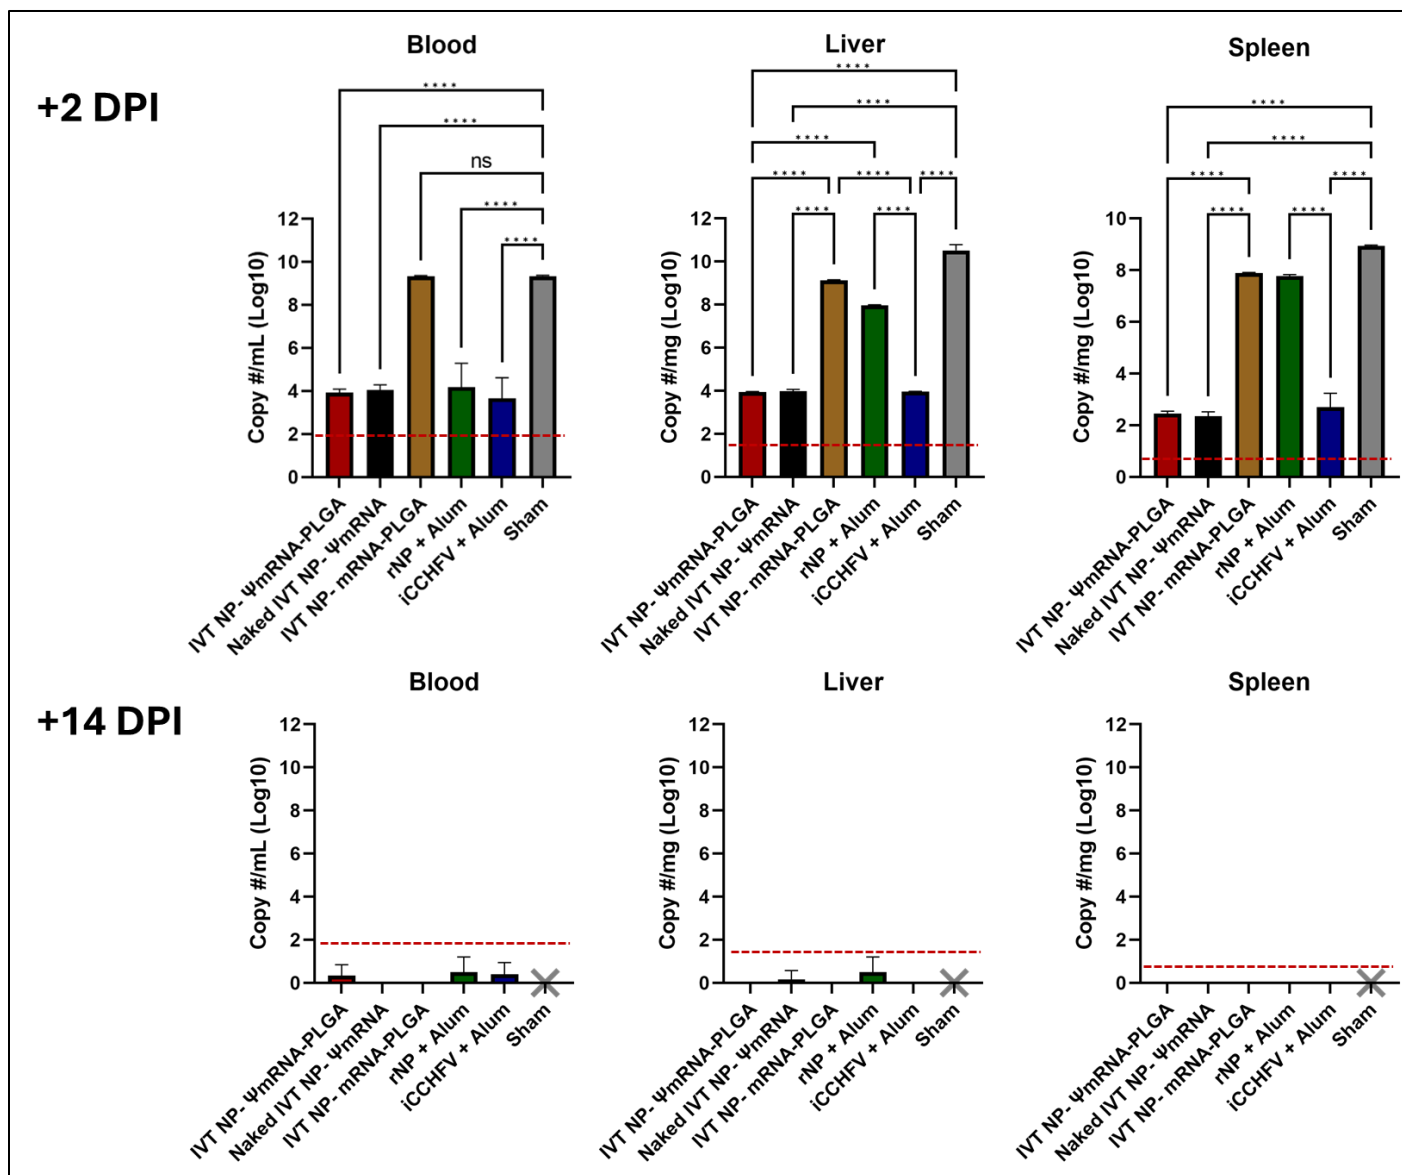 +2 DPI
Blood
****
****
ns
****
****
Copy #/mL (Log10)
12
10
8
6
4
2
0
IVT NP- ΨmRNA-PLGA
Naked IVT NP- ΨmRNA
IVT NP- mRNA-PLGA
rNP + Alum
iCCHFV + Alum
Sham
Liver
****
****
****
**** **** ****
**** ****
Copy #/mg (Log10)
12
10
8
6
4
2
0
IVT NP- ΨmRNA-PLGA
Naked IVT NP- ΨmRNA
IVT NP- mRNA-PLGA
rNP + Alum
iCCHFV + Alum
Sham
Spleen
****
****
**** ****
**** ****
Copy #/mg (Log10)
10
8
6
4
2
0
IVT NP- ΨmRNA-PLGA
Naked IVT NP- ΨmRNA
IVT NP- mRNA-PLGA
rNP + Alum
iCCHFV + Alum
Sham
+14 DPI
Blood
Copy #/mL (Log10)
12
10
8
6
4
2
0
IVT NP- ΨmRNA-PLGA
Naked IVT NP- ΨmRNA
IVT NP- mRNA-PLGA
rNP + Alum
iCCHFV + Alum
Sham
Liver
Copy #/mg (Log10)
12
10
8
6
4
2
0
IVT NP- ΨmRNA-PLGA
Naked IVT NP- ΨmRNA
IVT NP- mRNA-PLGA
rNP + Alum
iCCHFV + Alum
Sham
Spleen
Copy #/mg (Log10)
12
10
8
6
4
2
0
IVT NP- ΨmRNA-PLGA
Naked IVT NP- ΨmRNA
IVT NP- mRNA-PLGA
rNP + Alum
iCCHFV + Alum
Sham